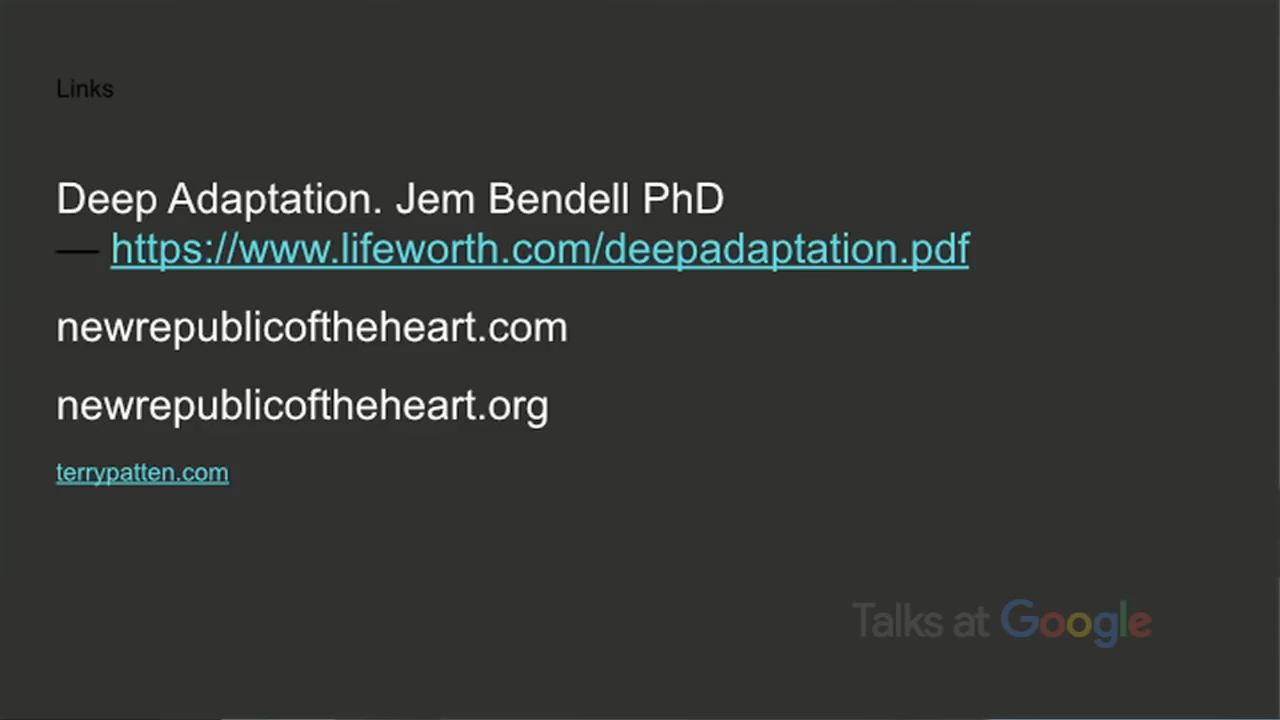 Links
Deep Adaptation. Jem Bendell PhD
— https://www.lifeworth.com/deepadaptation.pdf
newrepublicoftheheart.com
newrepublicoftheheart.org
terrypatten.com
Talks at Google